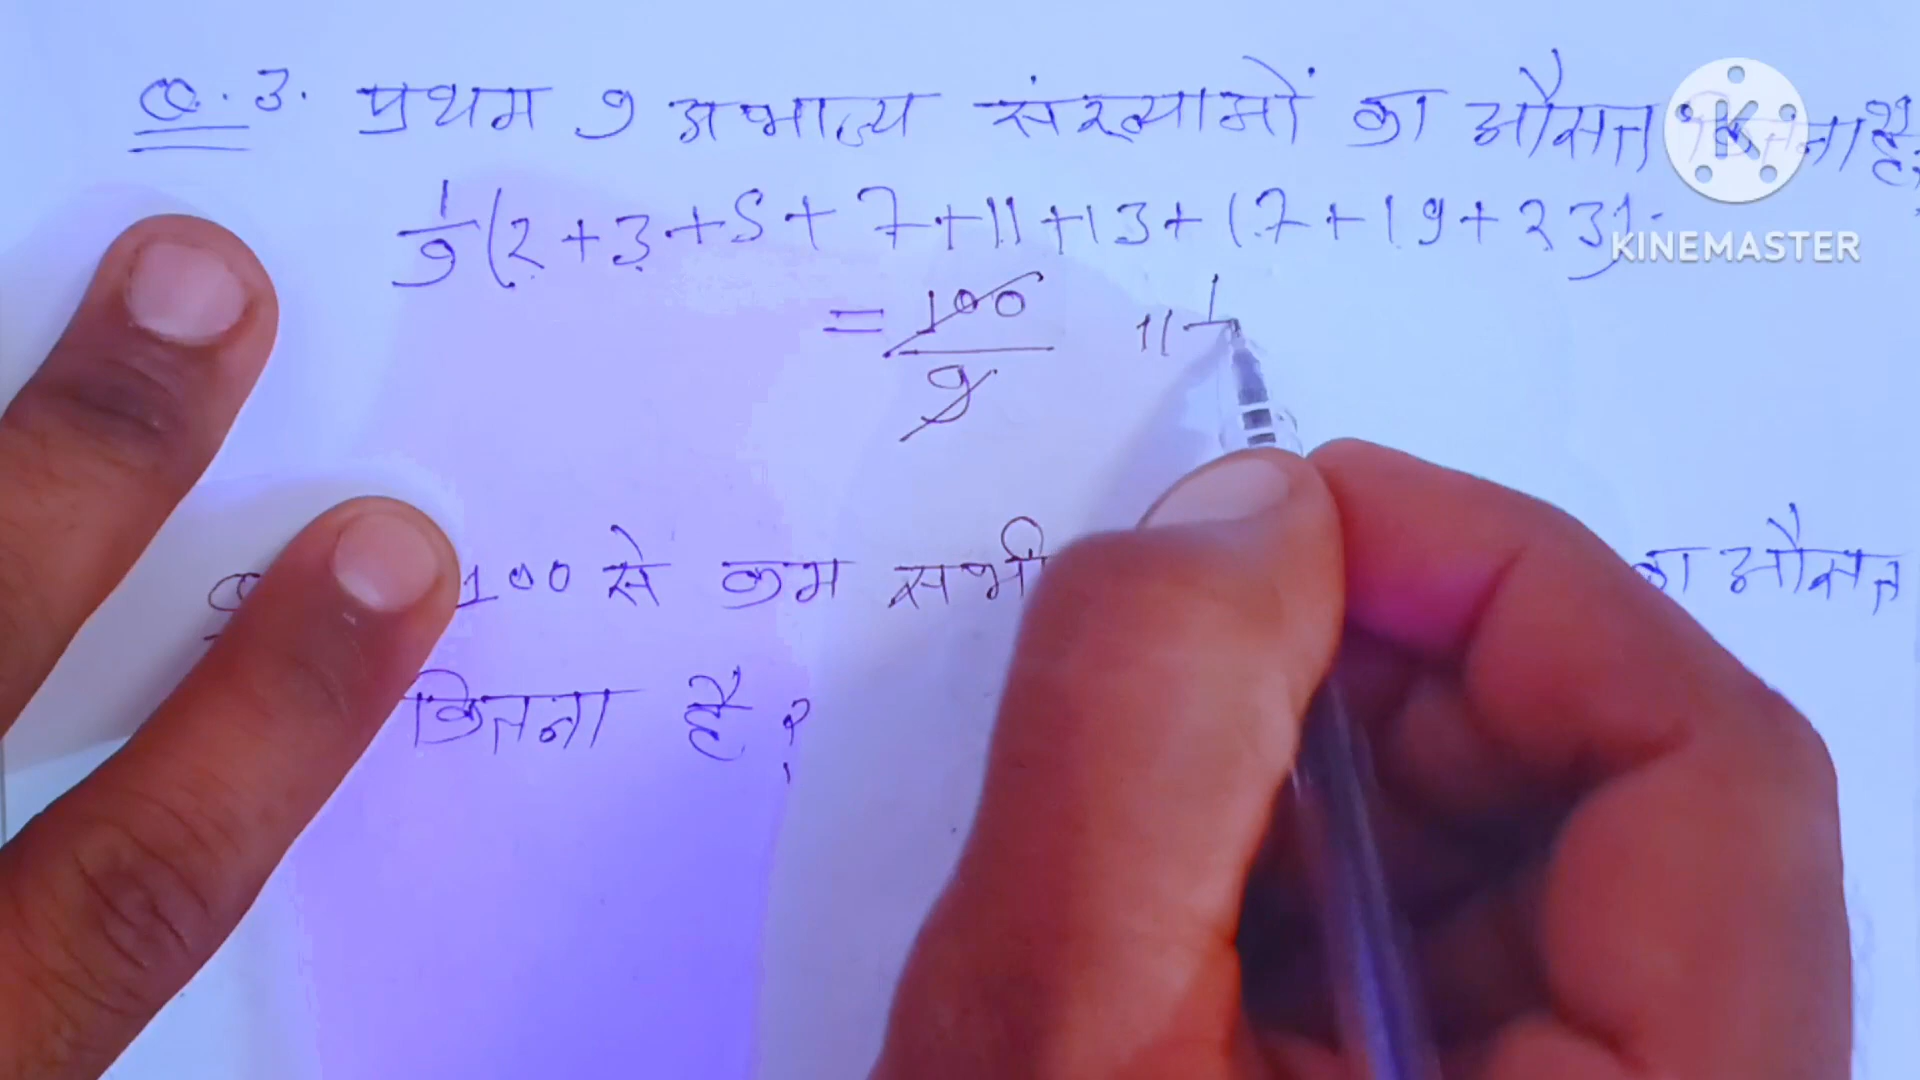 Q. 3. प्रथम 9 अभाज्य संख्याओं का औसत कितना है?
1/9 (2 + 3 + 5 + 7 + 11 + 13 + 17 + 19 + 23)
KINEMASTER
= 100/9 11 1
100 से कम सभी का औसत
कितना है ?